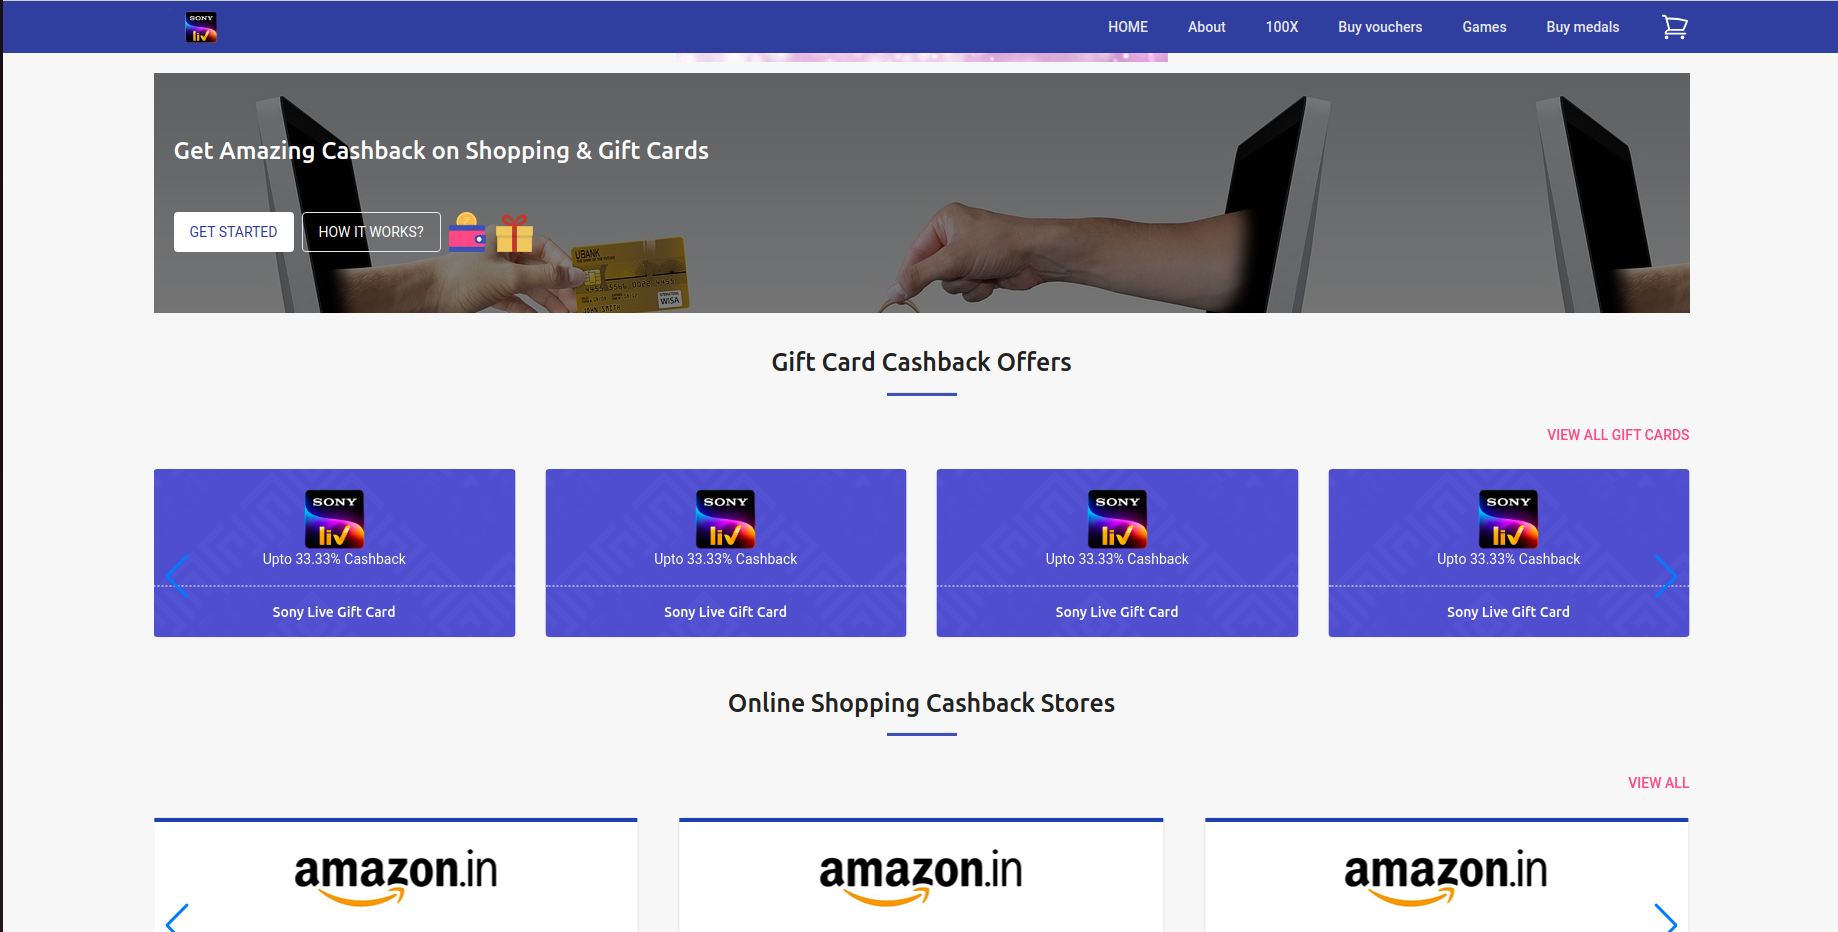 SONY
liv
HOME About 100X Buy vouchers Games Buy medals
Get Amazing Cashback on Shopping & Gift Cards
GET STARTED HOW IT WORKS?
UBANK
4455 5566 0022 4455
VISA
JOHN SMITH
Gift Card Cashback Offers
VIEW ALL GIFT CARDS
SONY
liv
Upto 33.33% Cashback
Sony Live Gift Card
SONY
liv
Upto 33.33% Cashback
Sony Live Gift Card
SONY
liv
Upto 33.33% Cashback
Sony Live Gift Card
SONY
liv
Upto 33.33% Cashback
Sony Live Gift Card
Online Shopping Cashback Stores
VIEW ALL
amazon.in
amazon.in
amazon.in